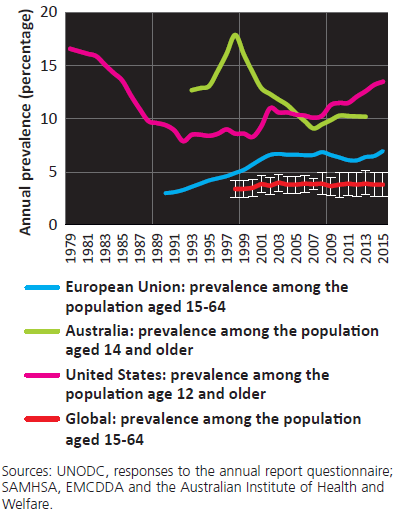 Annual prevalence (percentage)
20
15
10
5
0
1979
1981
1983
1985
1987
1989
1991
1993
1995
1997
1999
2001
2003
2005
2007
2009
2011
2013
2015
European Union: prevalence among the
population aged 15-64
Australia: prevalence among the population
aged 14 and older
United States: prevalence among the
population age 12 and older
Global: prevalence among the population
aged 15-64
Sources: UNODC, responses to the annual report questionnaire;
SAMHSA, EMCDDA and the Australian Institute of Health and
Welfare.